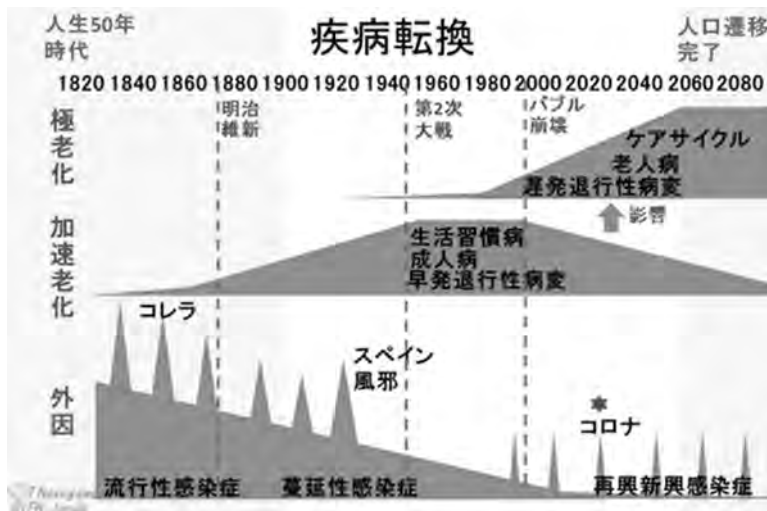 人生50年
時代
疾病転換
人口遷移
完了
1820 1840 1860 1880 1900 1920 1940 1960 1980 2000 2020 2040 2060 2080
明治
維新
第2次
大戦
バブル
崩壊
極老化
ケアサイクル
老人病
遅発退行性病変
影響
加速老化
生活習慣病
成人病
早発退行性病変
コレラ
スペイン
風邪
外因
コロナ
流行性感染症
蔓延性感染症
再興新興感染症